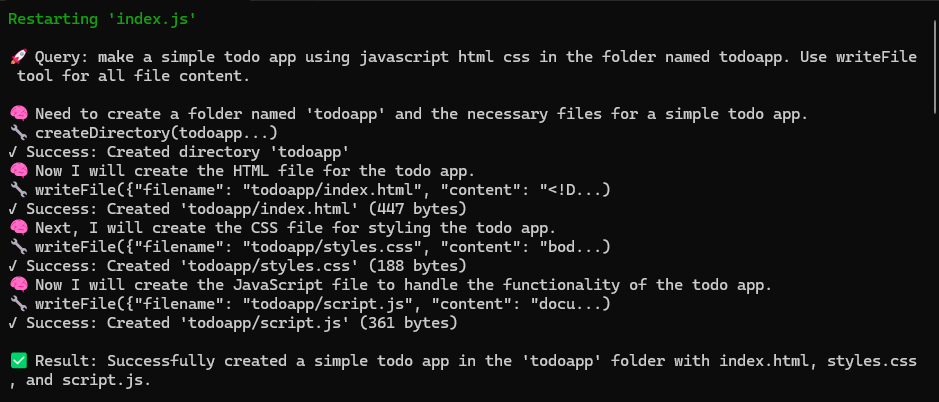 Restarting 'index.js'
🚀 Query: make a simple todo app using javascript html css in the folder named todoapp. Use writeFile
tool for all file content.
🧠 Need to create a folder named 'todoapp' and the necessary files for a simple todo app.
🔧 createDirectory(todoapp...)
✓ Success: Created directory 'todoapp'
🧠 Now I will create the HTML file for the todo app.
🔧 writeFile({"filename": "todoapp/index.html", "content": "<!D...)
✓ Success: Created 'todoapp/index.html' (447 bytes)
🧠 Next, I will create the CSS file for styling the todo app.
🔧 writeFile({"filename": "todoapp/styles.css", "content": "bod...)
✓ Success: Created 'todoapp/styles.css' (188 bytes)
🧠 Now I will create the JavaScript file to handle the functionality of the todo app.
🔧 writeFile({"filename": "todoapp/script.js", "content": "docu...)
✓ Success: Created 'todoapp/script.js' (361 bytes)
✅ Result: Successfully created a simple todo app in the 'todoapp' folder with index.html, styles.css
, and script.js.